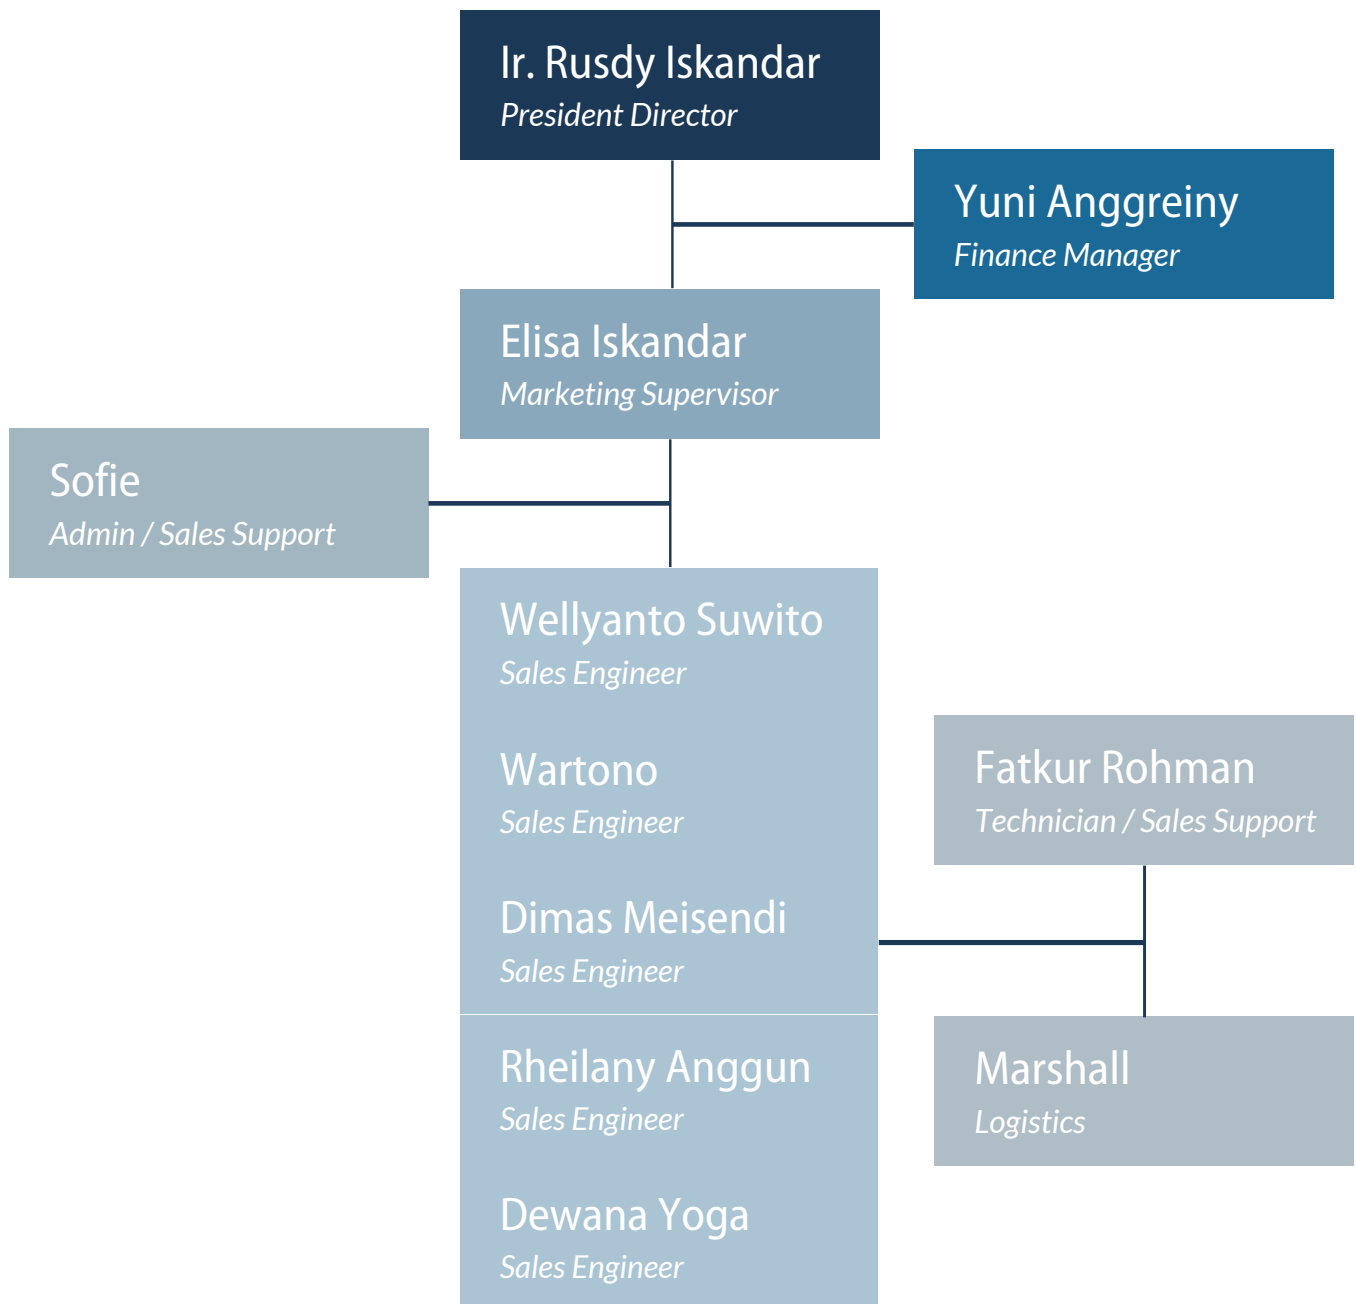 Ir. Rusdy Iskandar
President Director
Yuni Anggreiny
Finance Manager
Elisa Iskandar
Marketing Supervisor
Sofie
Admin / Sales Support
Wellyanto Suwito
Sales Engineer
Wartono
Sales Engineer
Dimas Meisendi
Sales Engineer
Rheilany Anggun
Sales Engineer
Dewana Yoga
Sales Engineer
Fatkur Rohman
Technician / Sales Support
Marshall
Logistics